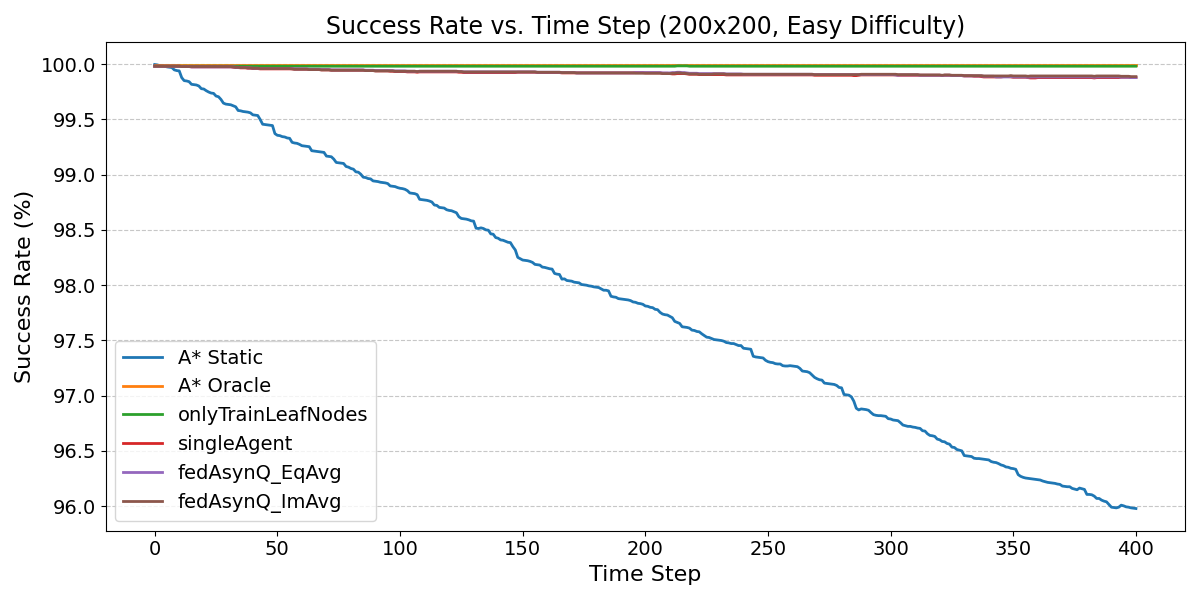 Success Rate vs. Time Step (200x200, Easy Difficulty)
Success Rate (%)
100.0
99.5
99.0
98.5
98.0
97.5
97.0
96.5
96.0
A* Static
A* Oracle
onlyTrainLeafNodes
singleAgent
fedAsynQ_EqAvg
fedAsynQ_ImAvg
0 50 100 150 200 250 300 350 400
Time Step